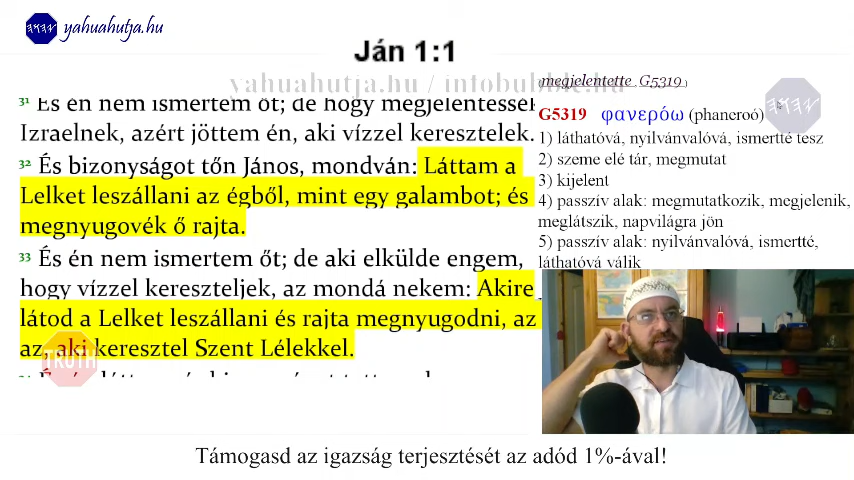 yahuahutja.hu
Ján 1:1
yahuahutja.hu / infobubble.hu
31 És én nem ismertem őt; de hogy megjelentessék
Izraelnek, azért jöttem én, aki vízzel keresztelek.
32 És bizonyságot tőn János, mondván: Láttam a
Lelket leszállani az égből, mint egy galambot; és
megnyugovék ő rajta.
33 És én nem ismertem őt; de aki elkülde engem,
hogy vízzel kereszteljek, az mondá nekem: Akire
látod a Lelket leszállani és rajta megnyugodni, az
az, aki keresztel Szent Lélekkel.
TRUTH
megjelentette G5319
G5319 φανερόω (phaneroó)
1) láthatóvá, nyilvánvalóvá, ismertté tesz
2) szeme elé tár, megmutat
3) kijelent
4) passzív alak: megmutatkozik, megjelenik,
meglátszik, napvilágra jön
5) passzív alak: nyilvánvalóvá, ismertté,
láthatóvá válik
Támogasd az igazság terjesztését az adód 1%-ával!